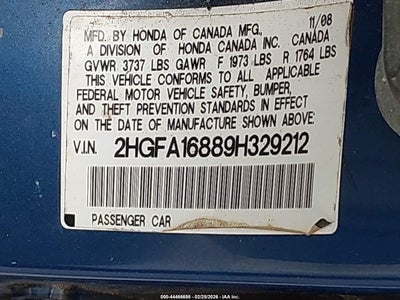 MFD. BY HONDA OF CANADA MFG., 11/08
A DIVISION OF HONDA CANADA INC. CANADA
GVWR 3737 LBS GAWR F 1973 LBS R 1764 LBS
THIS VEHICLE CONFORMS TO ALL APPLICABLE
FEDERAL MOTOR VEHICLE SAFETY, BUMPER,
AND THEFT PREVENTION STANDARDS IN EFFECT
ON THE DATE OF MANUFACTURE SHOWN ABOVE.
V.I.N. 2HGFA16889H329212
PASSENGER CAR
000-44466699 - 02/25/2026 - IAA Inc.